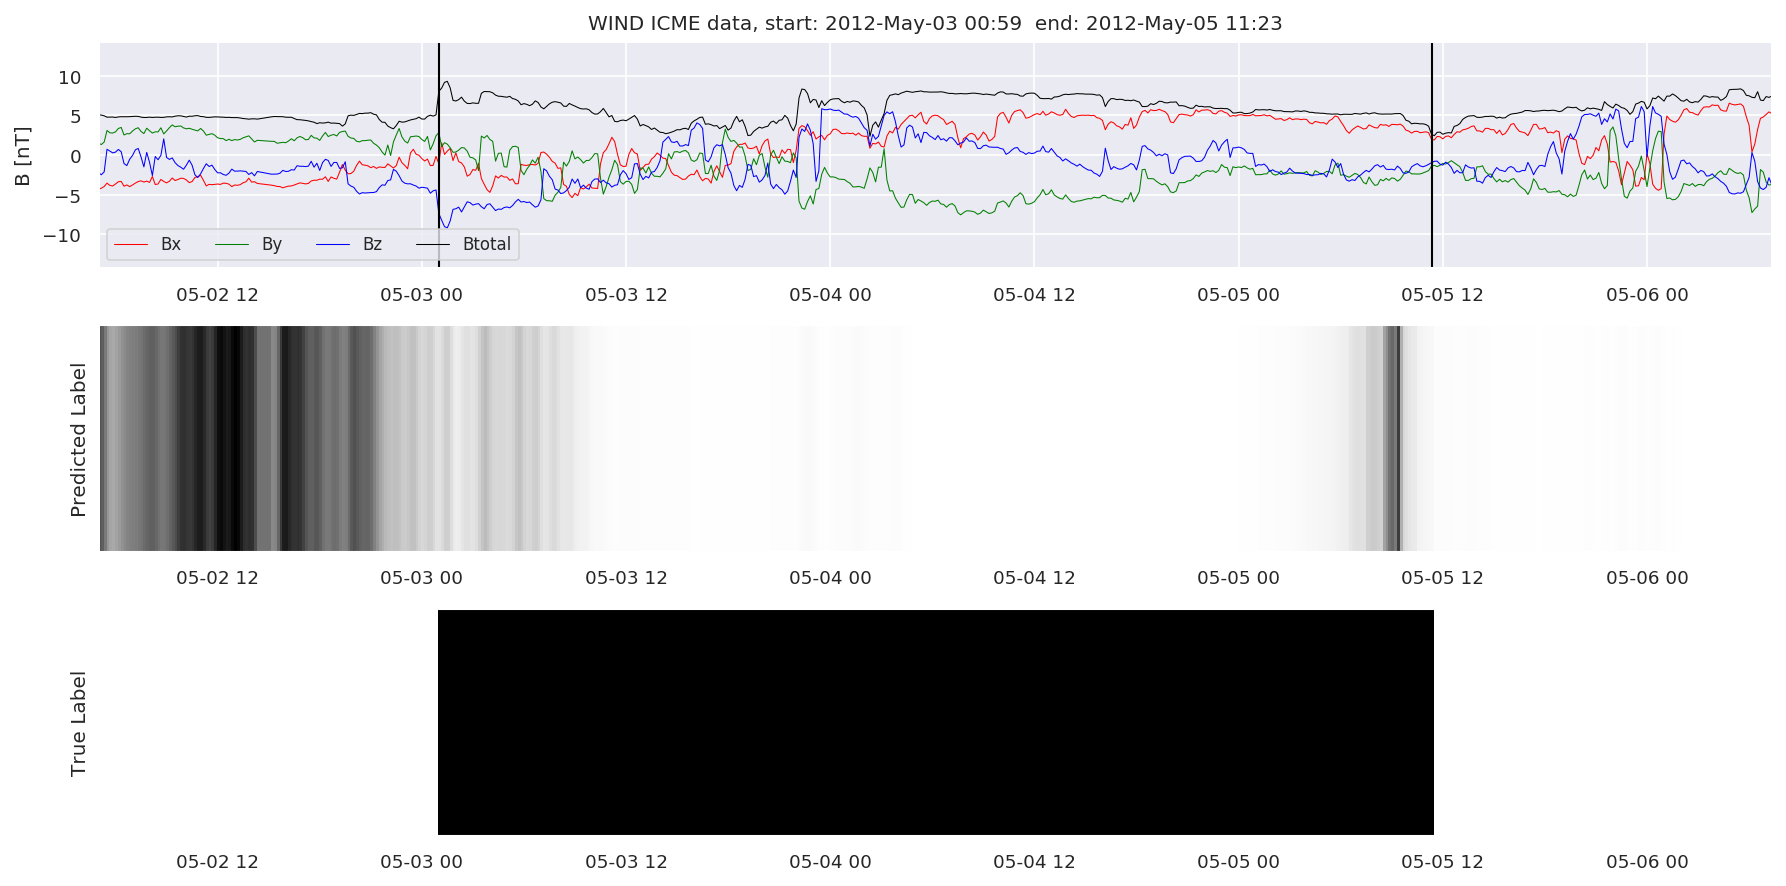 WIND ICME data, start: 2012-May-03 00:59  end: 2012-May-05 11:23
B [nT]
10
5
0
−5
−10
Bx By Bz Btotal
05-02 12 05-03 00 05-03 12 05-04 00 05-04 12 05-05 00 05-05 12 05-06 00
Predicted Label
05-02 12 05-03 00 05-03 12 05-04 00 05-04 12 05-05 00 05-05 12 05-06 00
True Label
05-02 12 05-03 00 05-03 12 05-04 00 05-04 12 05-05 00 05-05 12 05-06 00